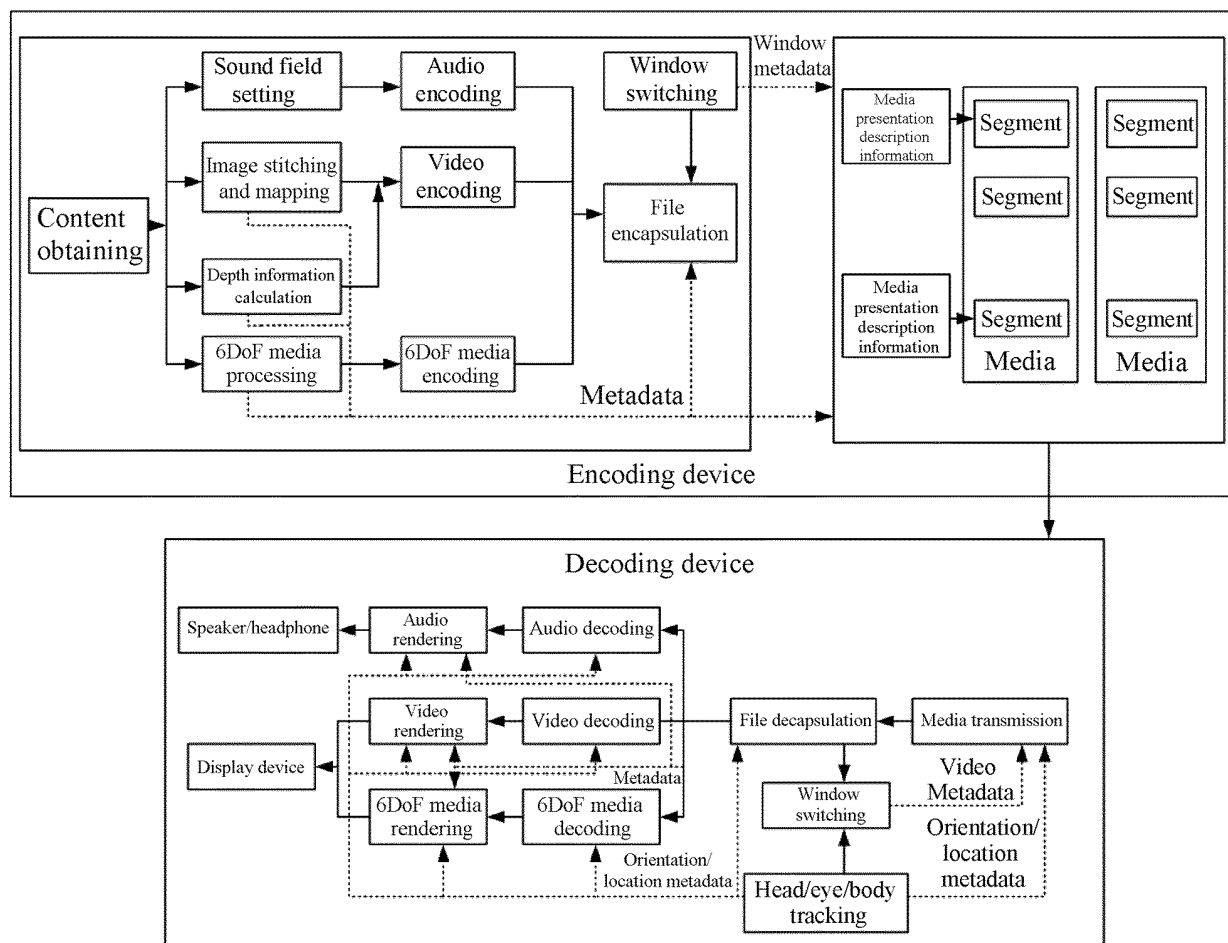 Sound field
setting
Audio
encoding
Window
switching
Window
metadata
Media
presentation
description
information
Segment
Segment
Image stitching
and mapping
Video
encoding
Segment
Segment
Content
obtaining
File
encapsulation
Depth information
calculation
Media
presentation
description
information
Segment
Segment
6DoF media
processing
6DoF media
encoding
Media
Media
Metadata
Encoding device
Decoding device
Speaker/headphone
Audio
rendering
Audio decoding
Video
rendering
Video decoding
File decapsulation
Media transmission
Display device
Metadata
Video
Metadata
Window
switching
6DoF media
rendering
6DoF media
decoding
Orientation/
location metadata
Orientation/
location
metadata
Head/eye/body
tracking